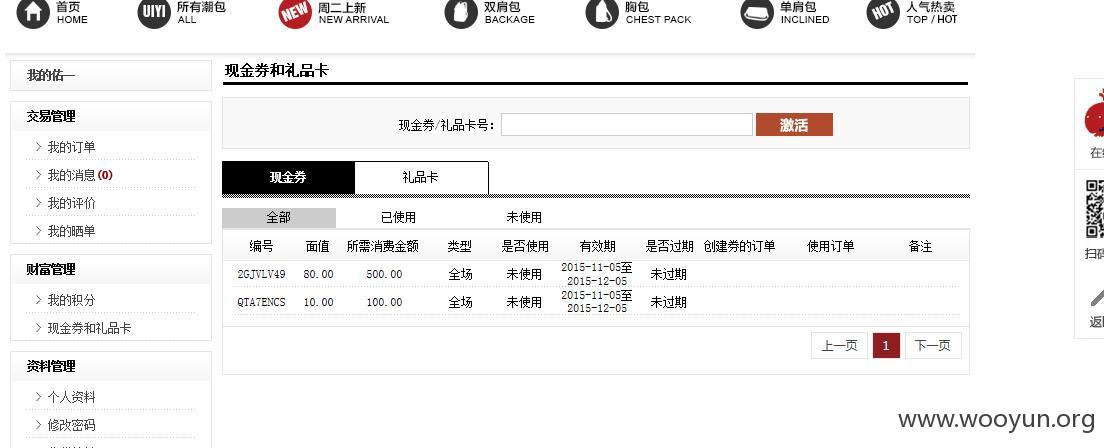 首页 所有潮包 周二上新 双肩包 胸包 单肩包 人气热卖
UIYI NEW HOT
HOME ALL NEW ARRIVAL BACKAGE CHEST PACK INCLINED TOP / HOT
我的佑一
交易管理
> 我的订单
> 我的消息(0)
> 我的评价
> 我的晒单
财富管理
> 我的积分
> 现金券和礼品卡
资料管理
> 个人资料
> 修改密码
现金券和礼品卡
现金券/礼品卡号： 激活
现金券 礼品卡
全部 已使用 未使用
编号 面值 所需消费金额 类型 是否使用 有效期 是否过期 创建券的订单 使用订单 备注
2GJVLV49 80.00 500.00 全场 未使用 2015-11-05至 2015-12-05 未过期
QTA7ENCS 10.00 100.00 全场 未使用 2015-11-05至 2015-12-05 未过期
上一页 1 下一页
在
扫码
返
www.wooyun.org